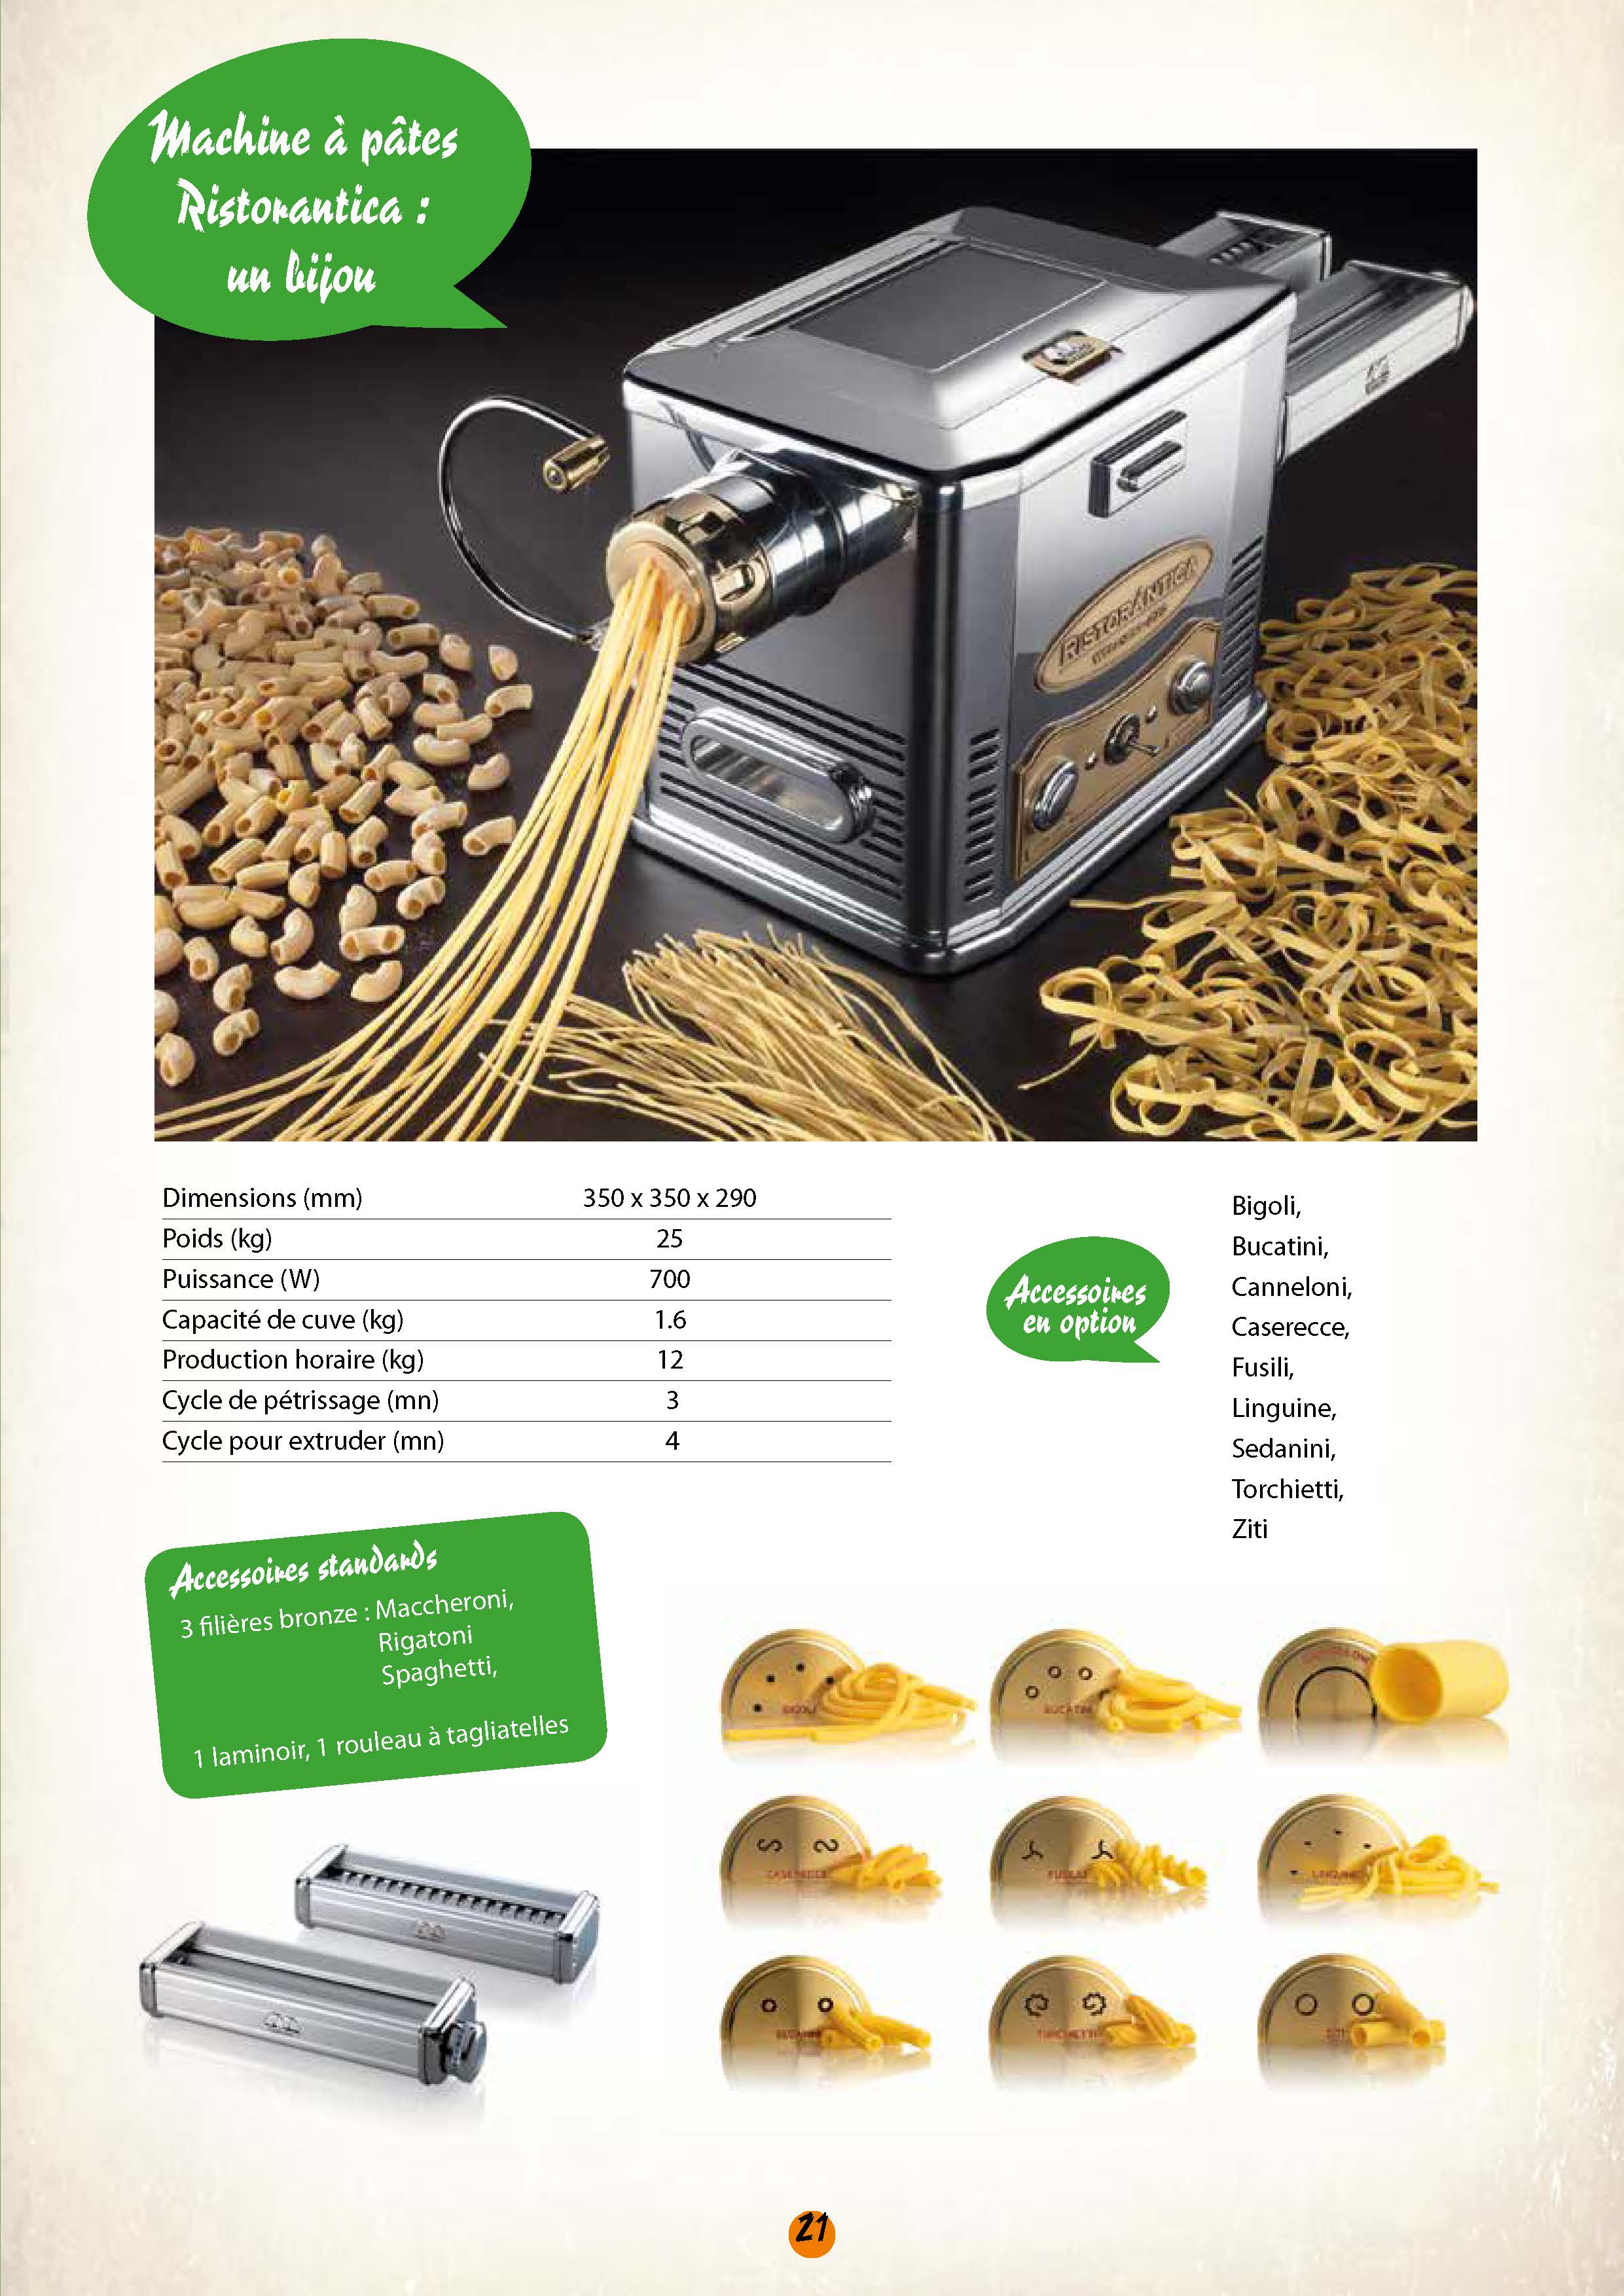 Machine à pâtes
Ristorantica :
un bijou
RISTORANTICA
Dimensions (mm) 350 x 350 x 290
Poids (kg) 25
Puissance (W) 700
Capacité de cuve (kg) 1.6
Production horaire (kg) 12
Cycle de pétrissage (mn) 3
Cycle pour extruder (mn) 4
Accessoires
en option
Bigoli,
Bucatini,
Canneloni,
Caserecce,
Fusili,
Linguine,
Sedanini,
Torchietti,
Ziti
Accessoires standards
3 filières bronze : Maccheroni,
Rigatoni
Spaghetti,
1 laminoir, 1 rouleau à tagliatelles
BIGOLI
BUCATINI
CASERECCE
TORCHIETTI
21